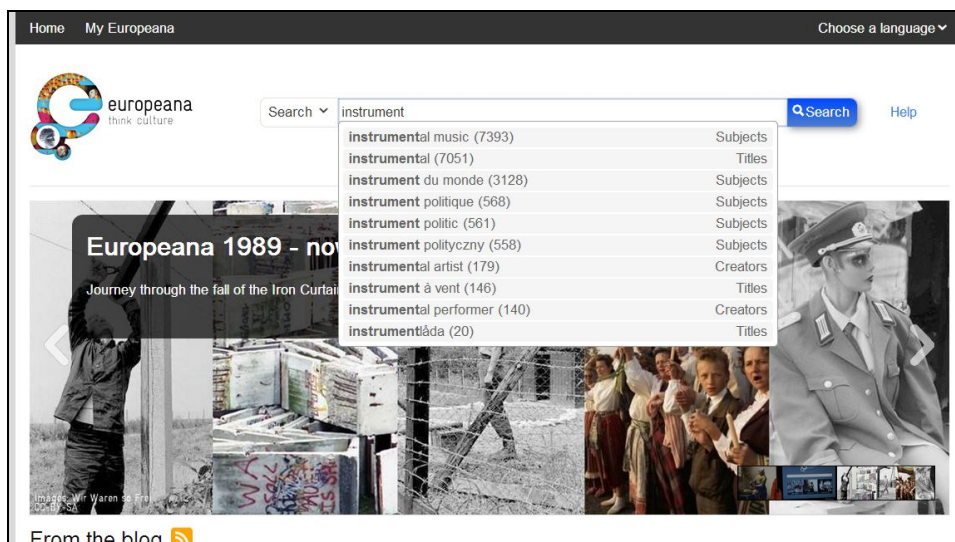 Home My Europeana Choose a language
europeana
think culture
Search instrument Search Help
instrumental music (7393) Subjects
instrumental (7051) Titles
instrument du monde (3128) Subjects
instrument politique (568) Subjects
instrument politic (561) Subjects
instrument polityczny (558) Subjects
instrumental artist (179) Creators
instrument à vent (146) Titles
instrumental performer (140) Creators
instrumentlåda (20) Titles
Europeana 1989 - now
Journey through the fall of the Iron Curtai
Images: Wir Waren so Frei
CC-BY-SA
From the blog